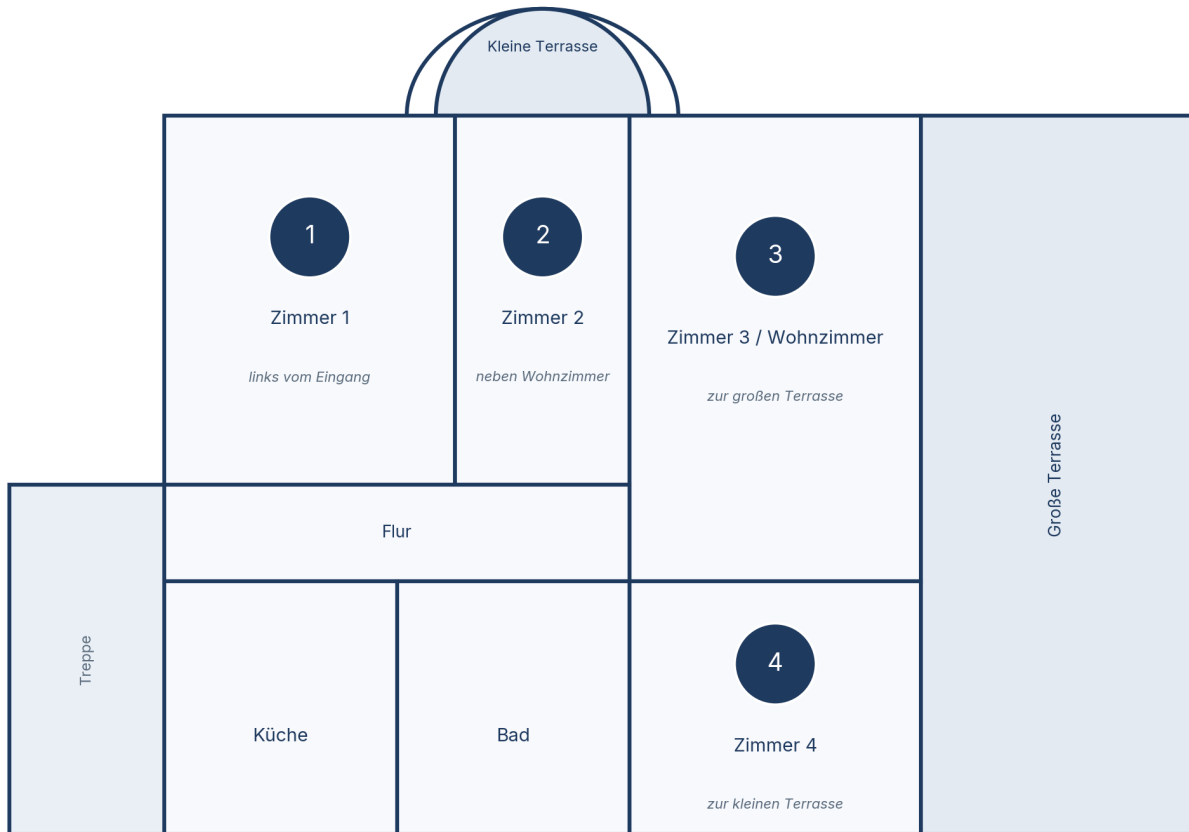 Kleine Terrasse
1
2
3
Zimmer 1
Zimmer 2
Zimmer 3 / Wohnzimmer
links vom Eingang
neben Wohnzimmer
zur großen Terrasse
Große Terrasse
Flur
Treppe
4
Küche
Bad
Zimmer 4
zur kleinen Terrasse